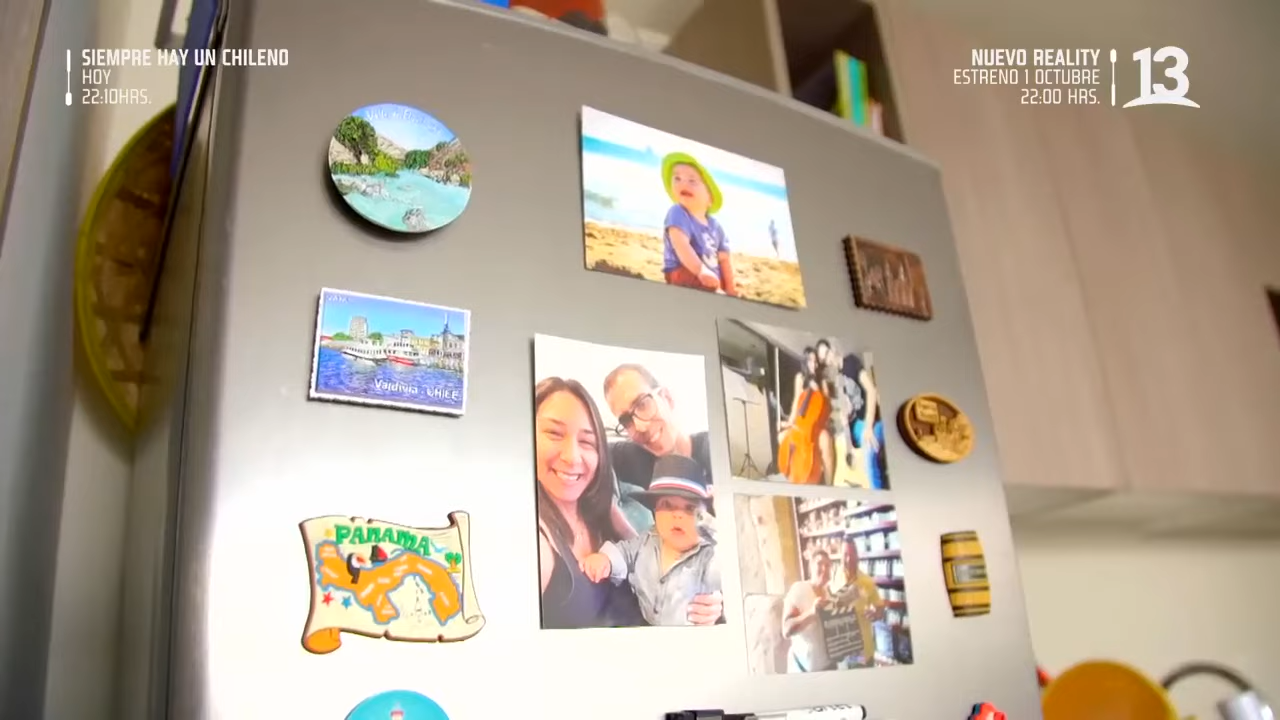 SIEMPRE HAY UN CHILENO
HOY
22:10HRS.
NUEVO REALITY
ESTRENO 1 OCTUBRE
22:00 HRS.
13
Valdivia - CHILE
PANAMA